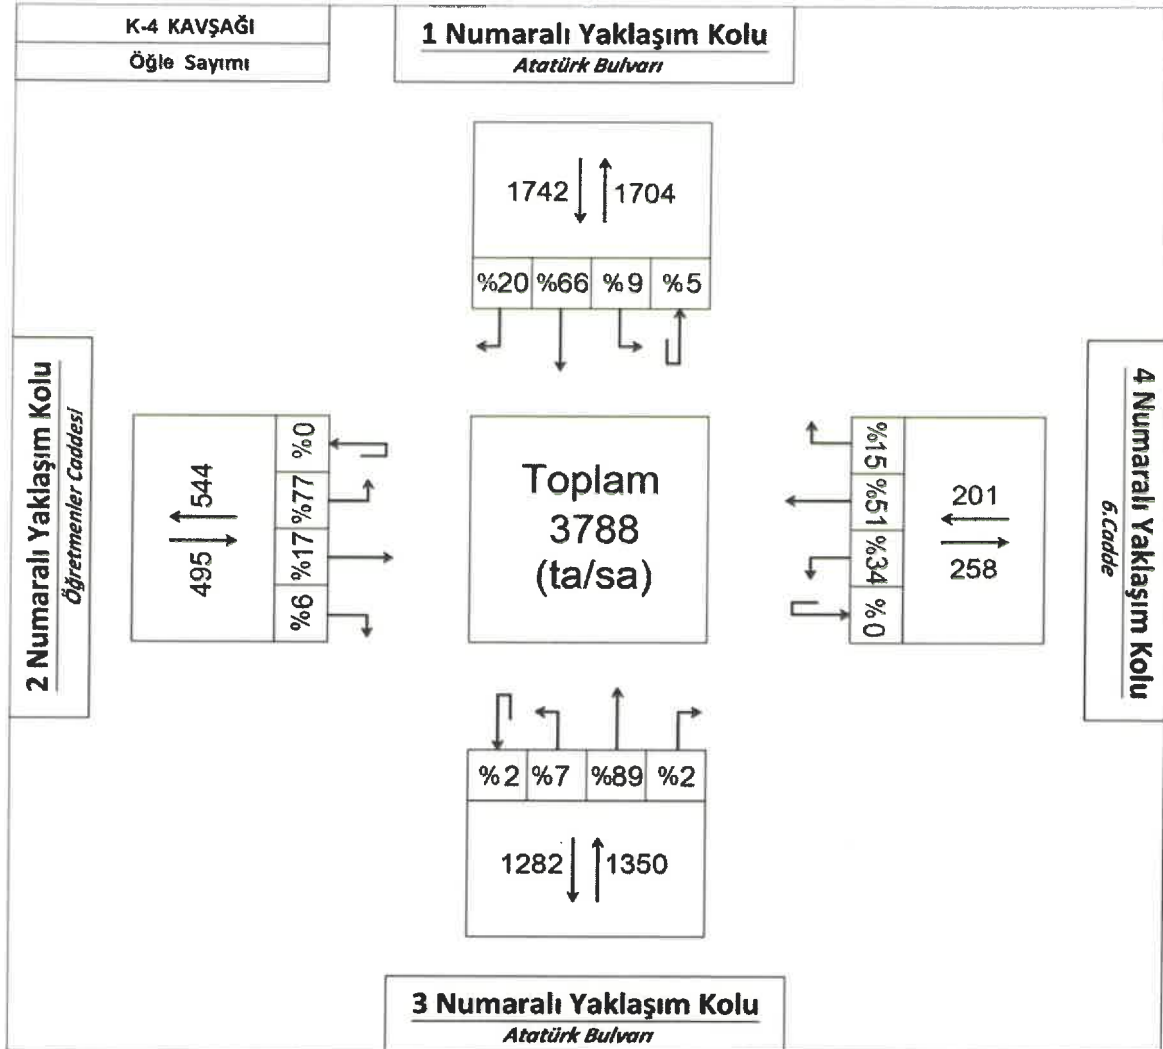 K-4 KAVŞAĞI
Öğle Sayımı
1 Numaralı Yaklaşım Kolu
Atatürk Bulvarı
1742 1704
%20 %66 %9 %5
2 Numaralı Yaklaşım Kolu
Öğretmenler Caddesi
544
495
%0
%77
%17
%6
Toplam
3788
(ta/sa)
%15
%51
%34
%0
201
258
4 Numaralı Yaklaşım Kolu
6.Cadde
%2 %7 %89 %2
1282 1350
3 Numaralı Yaklaşım Kolu
Atatürk Bulvarı